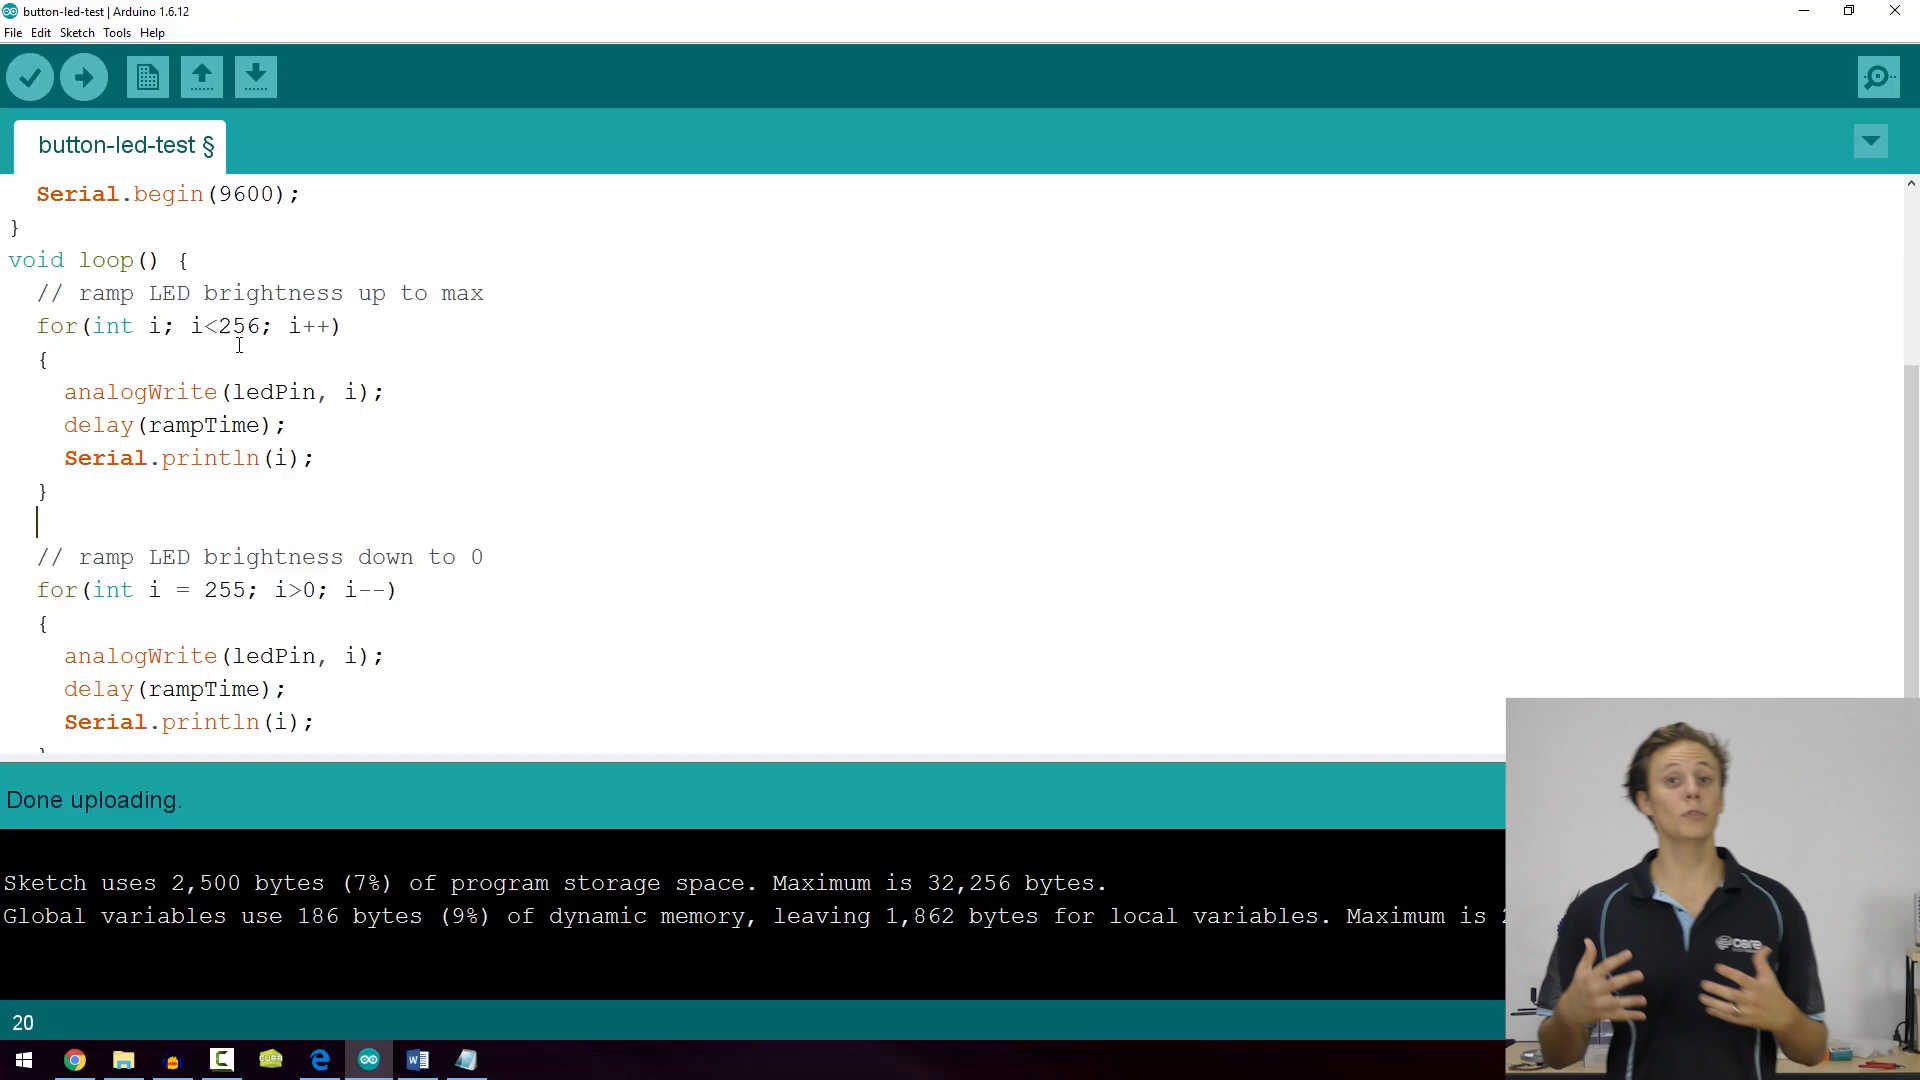 button-led-test | Arduino 1.6.12
File Edit Sketch Tools Help
button-led-test §
Serial.begin(9600);
}
void loop() {
// ramp LED brightness up to max
for(int i; i<256; i++)
{
analogWrite(ledPin, i);
delay(rampTime);
Serial.println(i);
}
// ramp LED brightness down to 0
for(int i = 255; i>0; i--)
{
analogWrite(ledPin, i);
delay(rampTime);
Serial.println(i);
}
Done uploading.
Sketch uses 2,500 bytes (7%) of program storage space. Maximum is 32,256 bytes.
Global variables use 186 bytes (9%) of dynamic memory, leaving 1,862 bytes for local variables. Maximum is
20